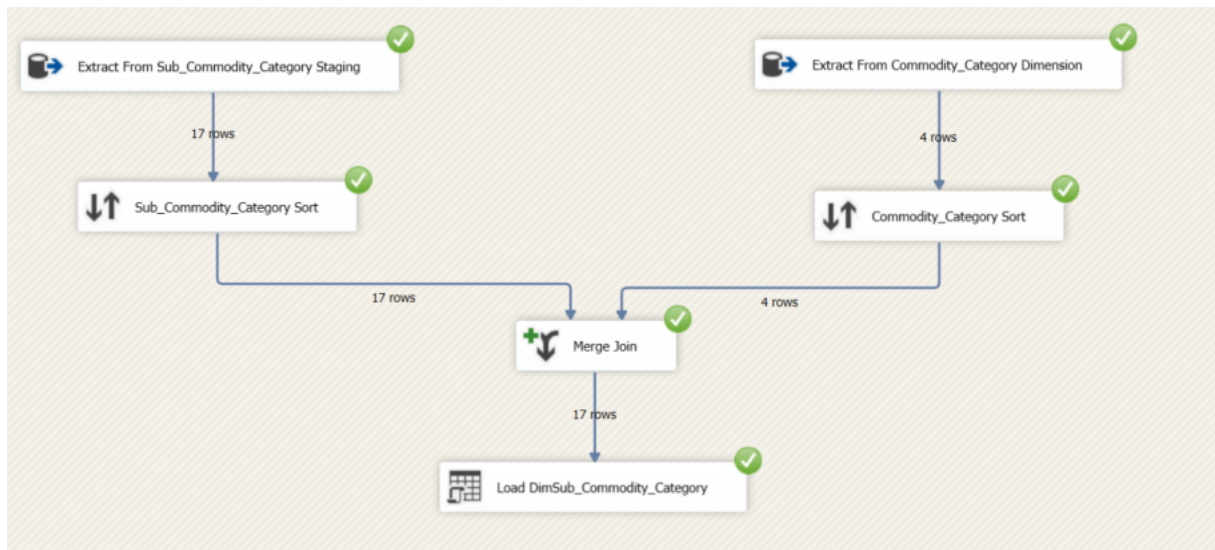 Extract From Sub_Commodity_Category Staging
Extract From Commodity_Category Dimension
17 rows
4 rows
Sub_Commodity_Category Sort
Commodity_Category Sort
17 rows
4 rows
Merge Join
17 rows
Load DimSub_Commodity_Category